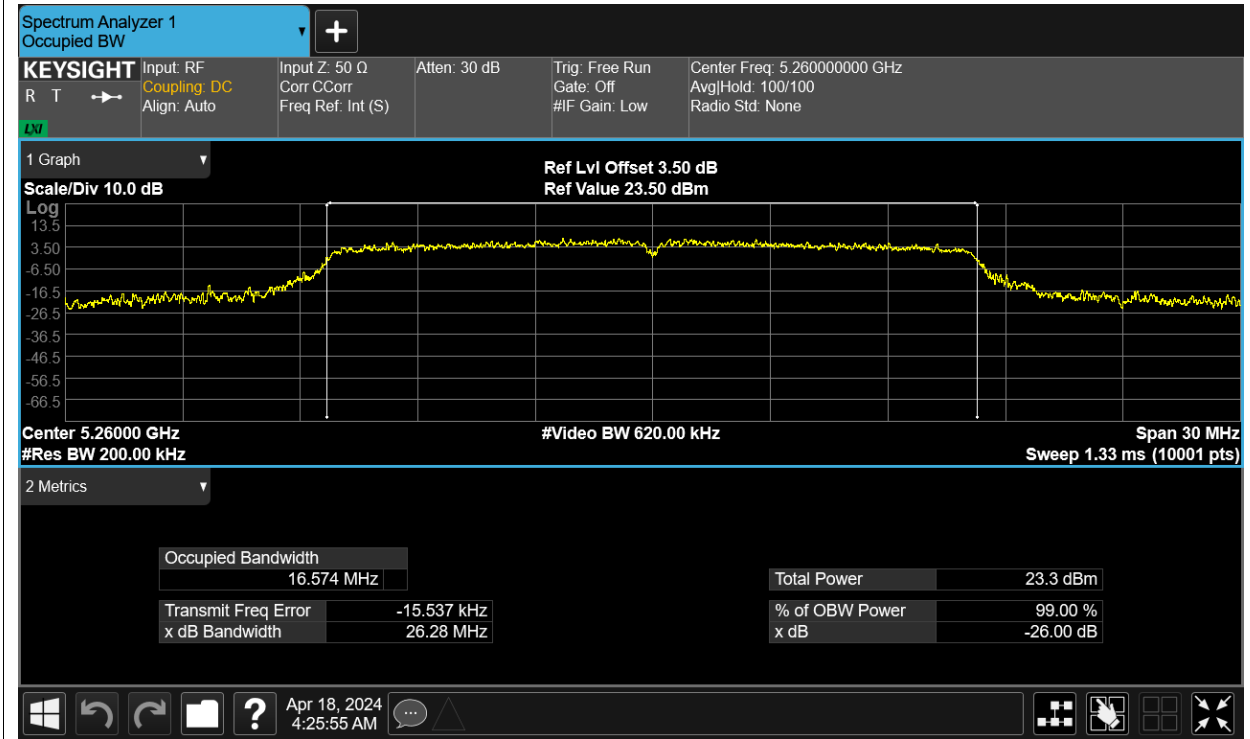 Spectrum Analyzer 1
Occupied BW
KEYSIGHT Input: RF Input Z: 50 Ω Atten: 30 dB Trig: Free Run Center Freq: 5.260000000 GHz
R T Coupling: DC Corr CCorr Gate: Off Avg|Hold: 100/100
Align: Auto Freq Ref: Int (S) #IF Gain: Low Radio Std: None
LXI
1 Graph Ref Lvl Offset 3.50 dB
Scale/Div 10.0 dB Ref Value 23.50 dBm
Log
13.5
3.50
-6.50
-16.5
-26.5
-36.5
-46.5
-56.5
-66.5
Center 5.26000 GHz #Video BW 620.00 kHz Span 30 MHz
#Res BW 200.00 kHz Sweep 1.33 ms (10001 pts)
2 Metrics
Occupied Bandwidth
16.574 MHz Total Power 23.3 dBm
Transmit Freq Error -15.537 kHz % of OBW Power 99.00 %
x dB Bandwidth 26.28 MHz x dB -26.00 dB
? Apr 18, 2024
4:25:55 AM